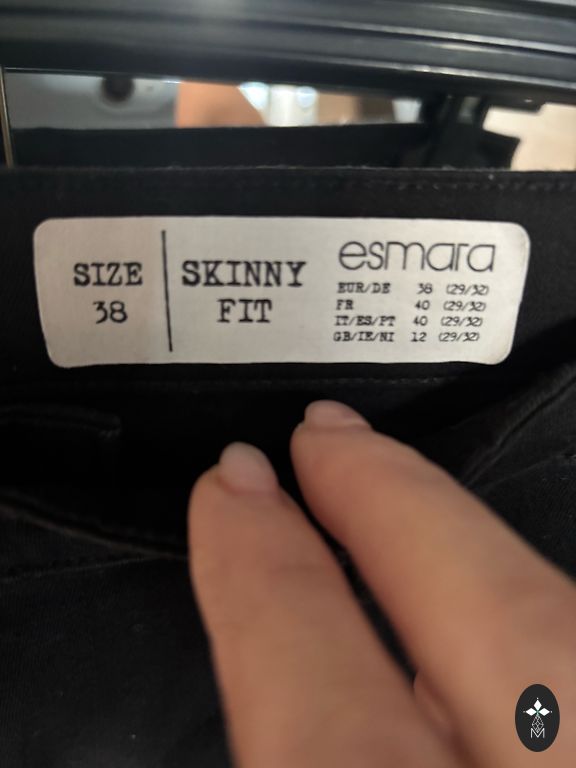 SIZE
38
SKINNY
FIT
esmara
EUR/DE 38 (29/32)
FR 40 (29/32)
IT/ES/PT 40 (29/32)
GB/IE/NI 12 (29/32)
M